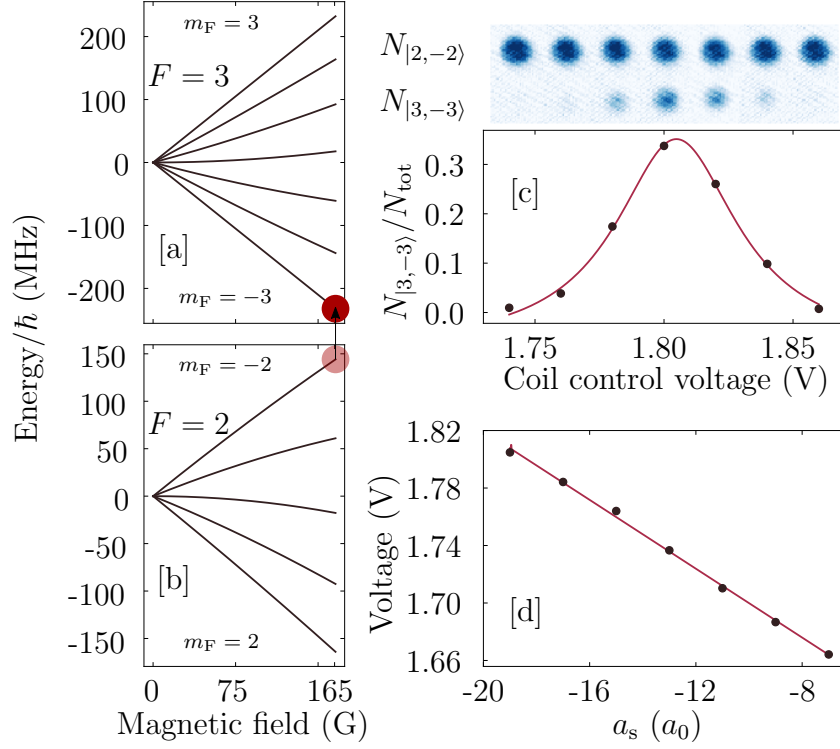 Energy/ℏ (MHz)
200
100
0
-100
-200
m_F = 3
F = 3
[a]
m_F = −3
150
100
50
0
-50
-100
-150
m_F = −2
F = 2
[b]
m_F = 2
0 75 165
Magnetic field (G)
N_|2,−2⟩
N_|3,−3⟩
N_|3,−3⟩/N_tot
0.3
0.2
0.1
0.0
[c]
1.75 1.80 1.85
Coil control voltage (V)
Voltage (V)
1.82
1.78
1.74
1.70
1.66
[d]
-20 -16 -12 -8
a_s (a_0)